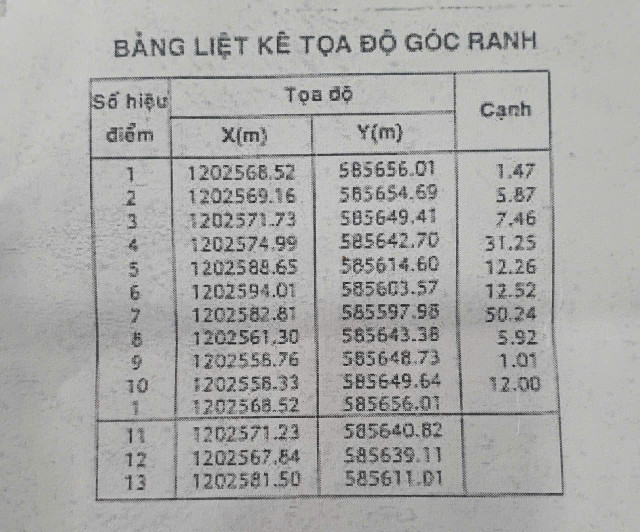 BẢNG LIỆT KÊ TỌA ĐỘ GÓC RANH
Số hiệu điểm Tọa độ Cạnh
X(m) Y(m)
1 1202568.52 585656.01 1.47
2 1202569.16 585654.69 5.87
3 1202571.73 585649.41 7.46
4 1202574.99 585642.70 31.25
5 1202588.65 585614.60 12.26
6 1202594.01 585603.57 12.52
7 1202582.81 585597.98 50.24
8 1202561.30 585643.38 5.92
9 1202558.76 585648.73 1.01
10 1202558.33 585649.64 12.00
1 1202568.52 585656.01
11 1202571.23 585640.82
12 1202567.84 585639.11
13 1202581.50 585611.01